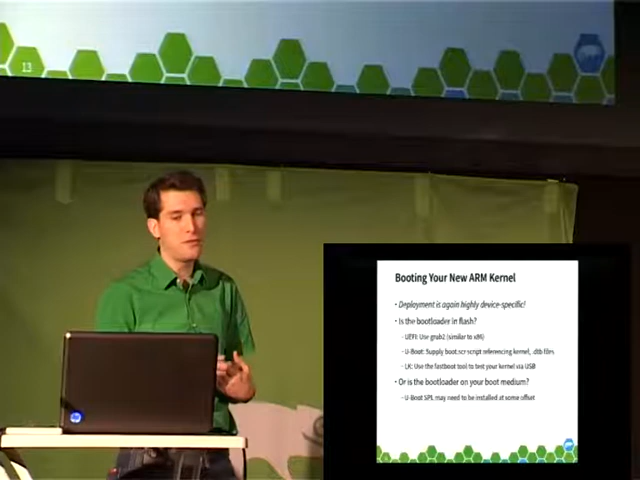 13
Booting Your New ARM Kernel
• Deployment is again highly device-specific!
• Is the bootloader in flash?
- UEFI: Use grub2 (similar to x86)
- U-Boot: Supply boot.scr script referencing kernel, .dtb files
- LK: Use the fastboot tool to test your kernel via USB
• Or is the bootloader on your boot medium?
- U-Boot SPL may need to be installed at some offset